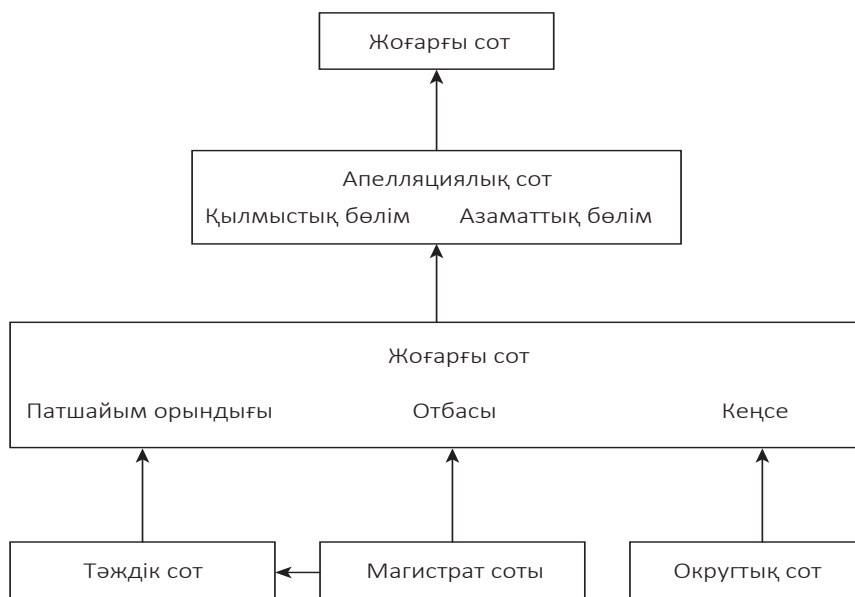 Жоғарғы сот
Апелляциялық сот
Қылмыстық бөлім Азаматтық бөлім
Жоғарғы сот
Патшайым орындығы Отбасы Кеңсе
Тәждік сот Магистрат соты Округтық сот